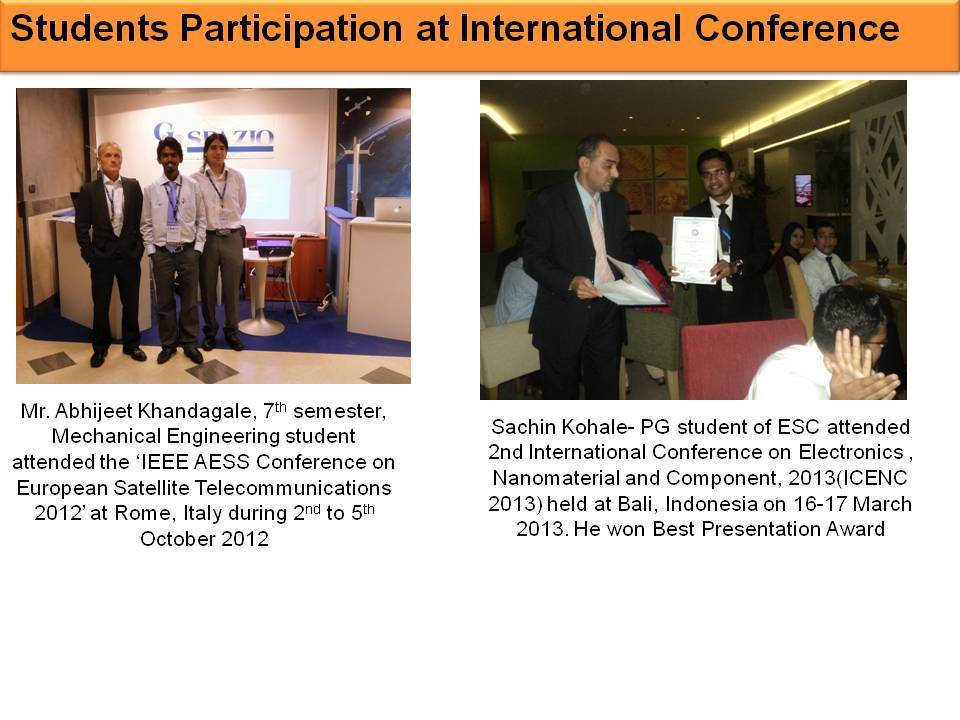 Students Participation at International Conference
G SPAZIO
Mr. Abhijeet Khandagale, 7th semester,
Mechanical Engineering student
attended the ‘IEEE AESS Conference on
European Satellite Telecommunications
2012’ at Rome, Italy during 2nd to 5th
October 2012
Sachin Kohale- PG student of ESC attended
2nd International Conference on Electronics ,
Nanomaterial and Component, 2013(ICENC
2013) held at Bali, Indonesia on 16-17 March
2013. He won Best Presentation Award